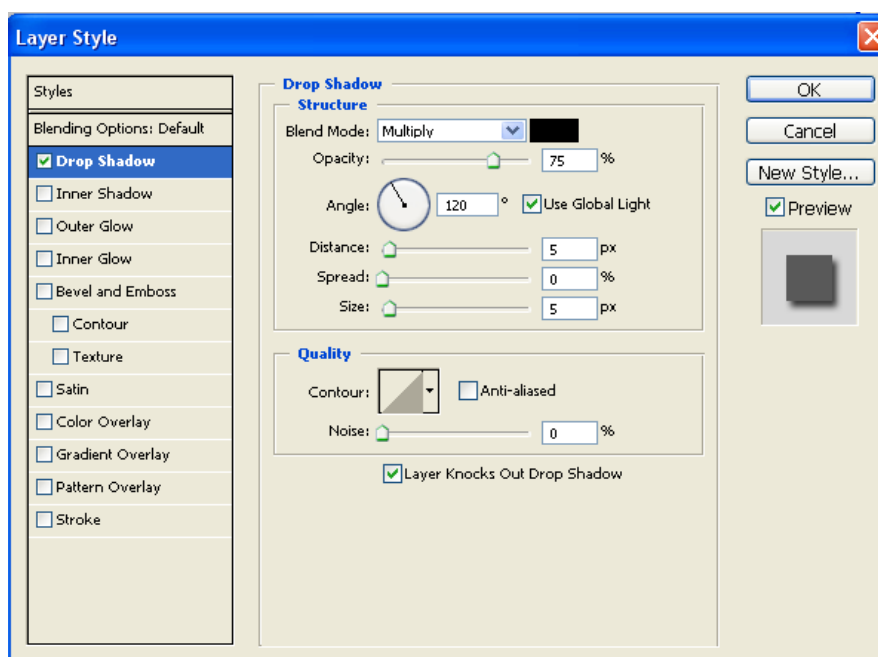 Layer Style
Styles
Blending Options: Default
Drop Shadow
Inner Shadow
Outer Glow
Inner Glow
Bevel and Emboss
Contour
Texture
Satin
Color Overlay
Gradient Overlay
Pattern Overlay
Stroke
Drop Shadow
Structure
Blend Mode: Multiply
Opacity: 75 %
Angle: 120 ° Use Global Light
Distance: 5 px
Spread: 0 %
Size: 5 px
Quality
Contour: Anti-aliased
Noise: 0 %
Layer Knocks Out Drop Shadow
OK
Cancel
New Style...
Preview